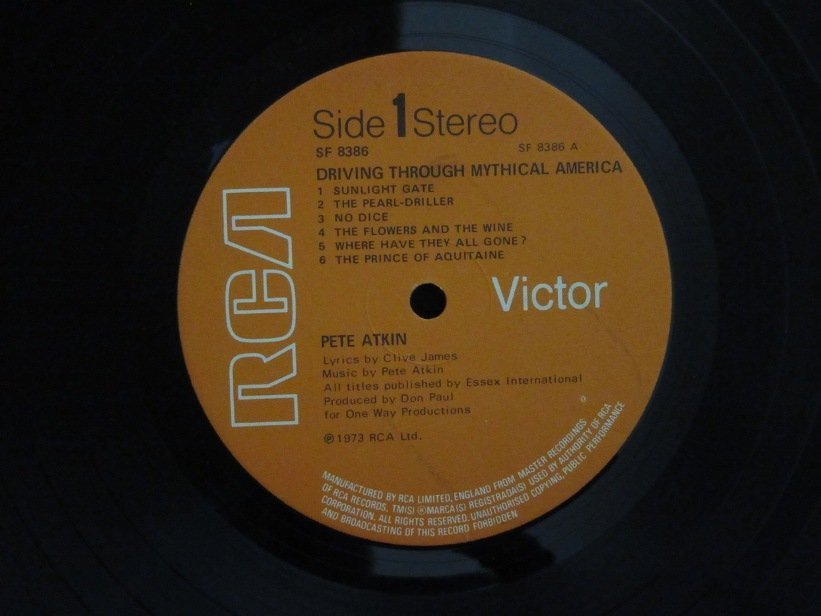 Side 1 Stereo
SF 8386
SF 8386 A
DRIVING THROUGH MYTHICAL AMERICA
1 SUNLIGHT GATE
2 THE PEARL-DRILLER
3 NO DICE
4 THE FLOWERS AND THE WINE
5 WHERE HAVE THEY ALL GONE?
6 THE PRINCE OF AQUITAINE
RCA
Victor
PETE ATKIN
Lyrics by Clive James
Music by Pete Atkin
All titles published by Essex International
Produced by Don Paul
for One Way Productions
℗1973 RCA Ltd.
MANUFACTURED BY RCA LIMITED, ENGLAND FROM MASTER RECORDINGS
OF RCA RECORDS, TM(S) ® MARCA(S) REGISTRADA(S) USED BY AUTHORITY OF RCA
CORPORATION. ALL RIGHTS RESERVED. UNAUTHORISED COPYING, PUBLIC PERFORMANCE
AND BROADCASTING OF THIS RECORD FORBIDDEN